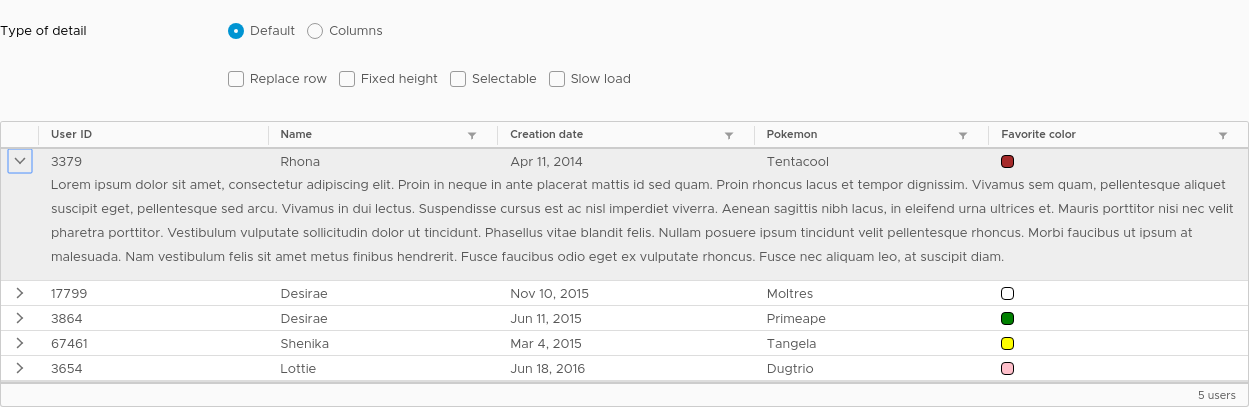 Type of detail Default Columns
Replace row Fixed height Selectable Slow load
User ID Name Creation date Pokemon Favorite color
3379 Rhona Apr 11, 2014 Tentacool
Lorem ipsum dolor sit amet, consectetur adipiscing elit. Proin in neque in ante placerat mattis id sed quam. Proin rhoncus lacus et tempor dignissim. Vivamus sem quam, pellentesque aliquet
suscipit eget, pellentesque sed arcu. Vivamus in dui lectus. Suspendisse cursus est ac nisl imperdiet viverra. Aenean sagittis nibh lacus, in eleifend urna ultrices et. Mauris porttitor nisi nec velit
pharetra porttitor. Vestibulum vulputate sollicitudin dolor ut tincidunt. Phasellus vitae blandit felis. Nullam posuere ipsum tincidunt velit pellentesque rhoncus. Morbi faucibus ut ipsum at
malesuada. Nam vestibulum felis sit amet metus finibus hendrerit. Fusce faucibus odio eget ex vulputate rhoncus. Fusce nec aliquam leo, at suscipit diam.
17799 Desirae Nov 10, 2015 Moltres
3864 Desirae Jun 11, 2015 Primeape
67461 Shenika Mar 4, 2015 Tangela
3654 Lottie Jun 18, 2016 Dugtrio
5 users